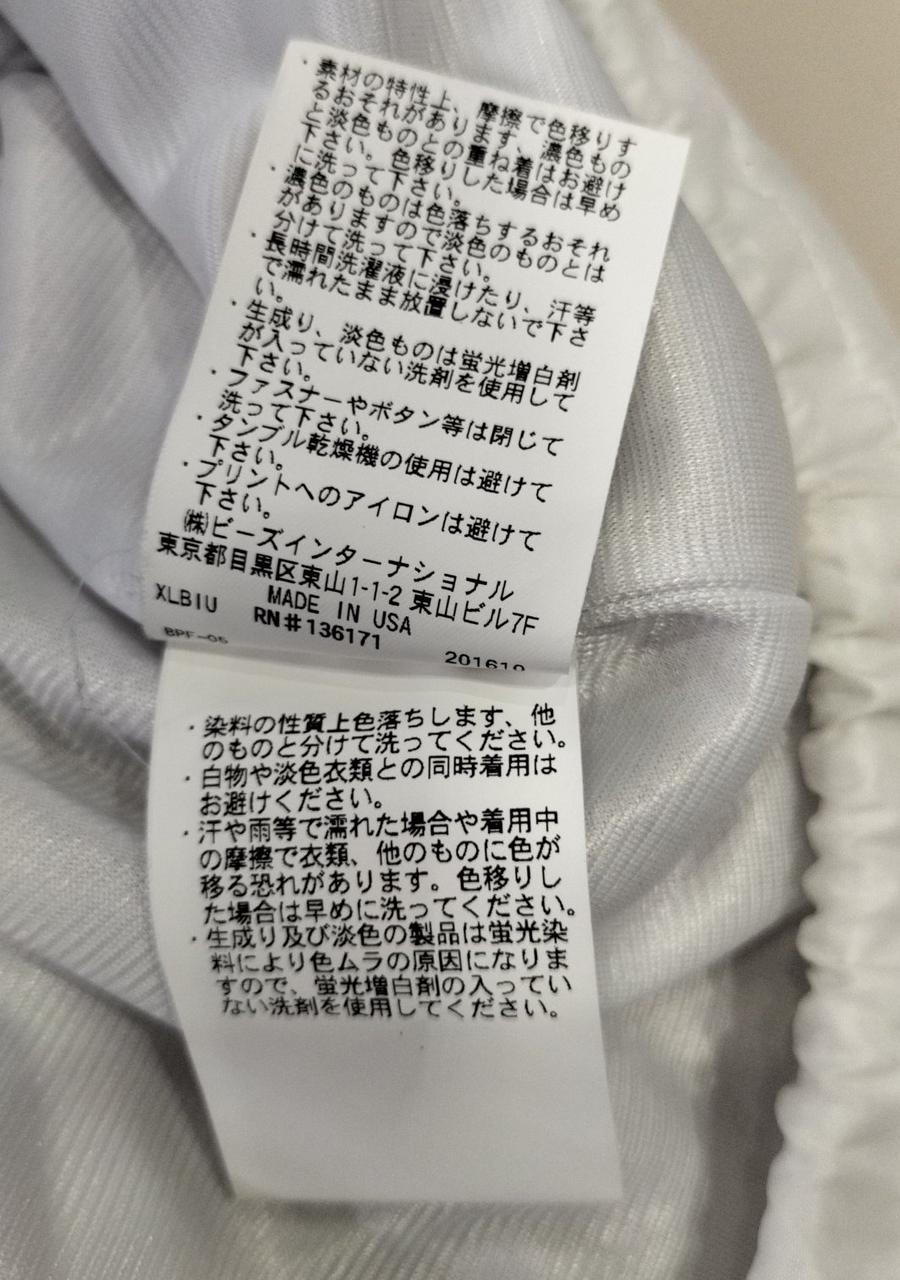 ・素材の特性上、摩擦で色移りす
るおそれがあります、濃色もの
と淡色ものとの重ね着はお避け
下さい。色移りした場合は早め
に洗って下さい。
・濃色のものは色落ちするおそれ
がありますので淡色のものとは
分けて洗って下さい。
・長時間洗濯液に浸けたり、汗等
で濡れたまま放置しないで下さ
い。
・生成り、淡色ものは蛍光増白剤
が入っていない洗剤を使用して
下さい。
・ファスナーやボタン等は閉じて
洗って下さい。
・タンブル乾燥機の使用は避けて
下さい。
・プリントへのアイロンは避けて
下さい。
㈱ビーズインターナショナル
東京都目黒区東山1-1-2 東山ビル7F
XLBIU MADE IN USA
RN#136171
BPF-05 201610
・染料の性質上色落ちします、他
のものと分けて洗ってください。
・白物や淡色衣類との同時着用は
お避けください。
・汗や雨等で濡れた場合や着用中
の摩擦で衣類、他のものに色が
移る恐れがあります。色移りし
た場合は早めに洗ってください。
・生成り及び淡色の製品は蛍光染
料により色ムラの原因になりま
すので、蛍光増白剤の入ってい
ない洗剤を使用してください。